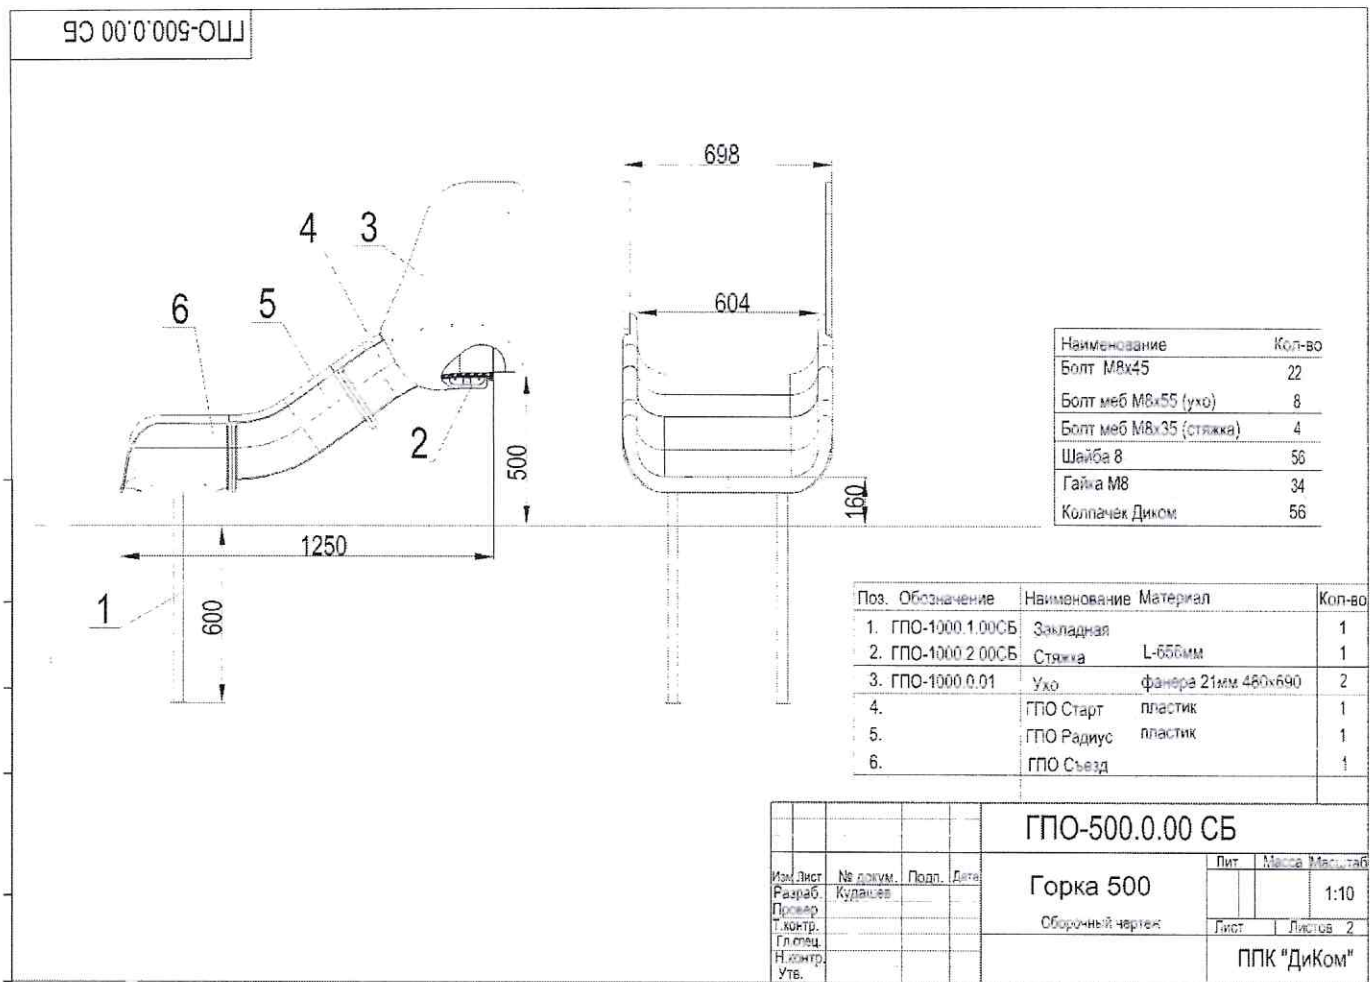 ГПО-500.0.00 СБ
698
4
3
604
6
5
2
500
160
1250
1
600
Наименование Кол-во
Болт М8х45 22
Болт меб М8х55 (ухо) 8
Болт меб М8х35 (стяжка) 4
Шайба 8 56
Гайка М8 34
Колпачек Диком 56
Поз. Обозначение Наименование Материал Кол-во
1. ГПО-1000.1.00СБ Закладная 1
2. ГПО-1000.2.00СБ Стяжка L-656мм 1
3. ГПО-1000.0.01 Ухо фанера 21мм 480х690 2
4. ГПО Старт пластик 1
5. ГПО Радиус пластик 1
6. ГПО Съезд 1
ГПО-500.0.00 СБ
Лит Масса Масштаб
Изм Лист № докум. Подп. Дата
Разраб. Кудашев
Горка 500
1:10
Провер
Т.контр.
Сборочный чертеж
Лист Листов 2
Гл.спец.
Н.контр.
Утв.
ППК "ДиКом"